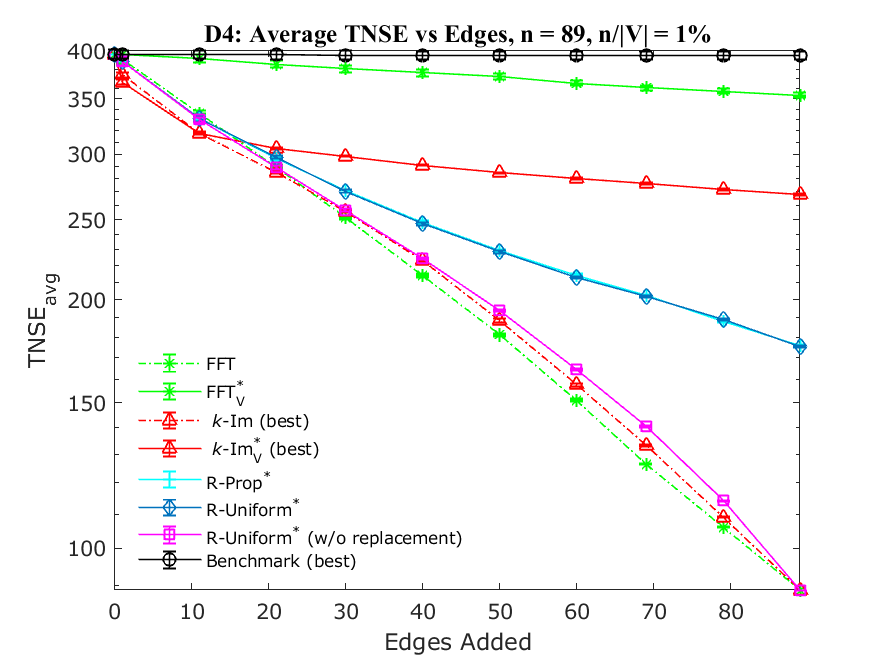 D4: Average TNSE vs Edges, n = 89, n/|V| = 1%
400
350
300
250
200
150
100
TNSE_avg
FFT
FFT*_V
k-Im (best)
k-Im*_V (best)
R-Prop*
R-Uniform*
R-Uniform* (w/o replacement)
Benchmark (best)
0 10 20 30 40 50 60 70 80
Edges Added